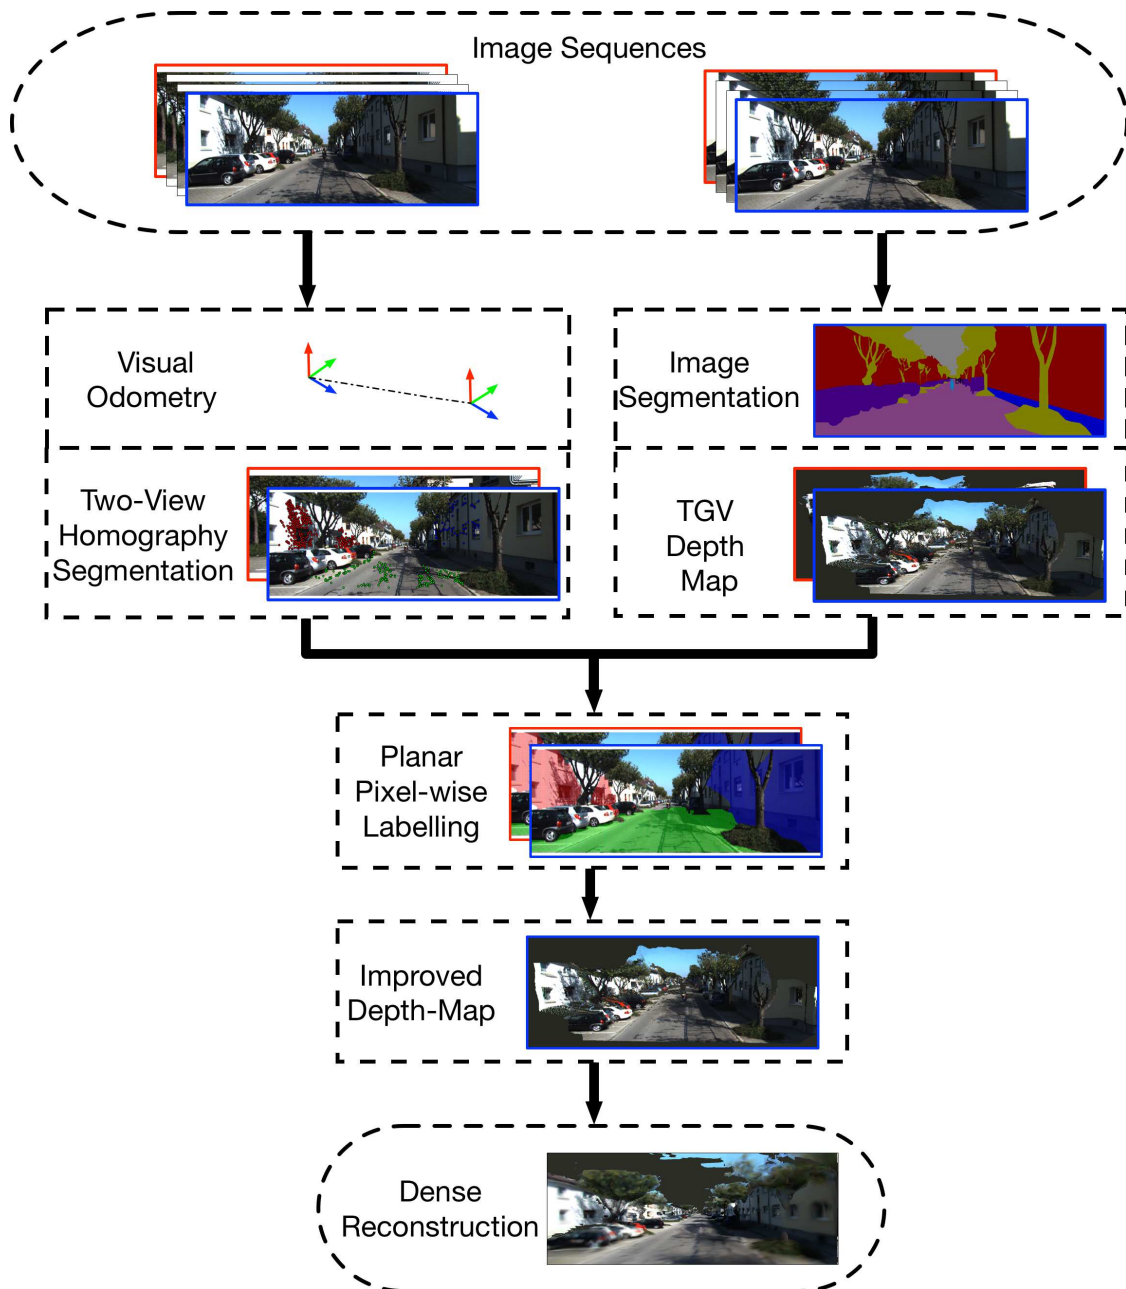 Image Sequences
Visual
Odometry
Image
Segmentation
Two-View
Homography
Segmentation
TGV
Depth
Map
Planar
Pixel-wise
Labelling
Improved
Depth-Map
Dense
Reconstruction